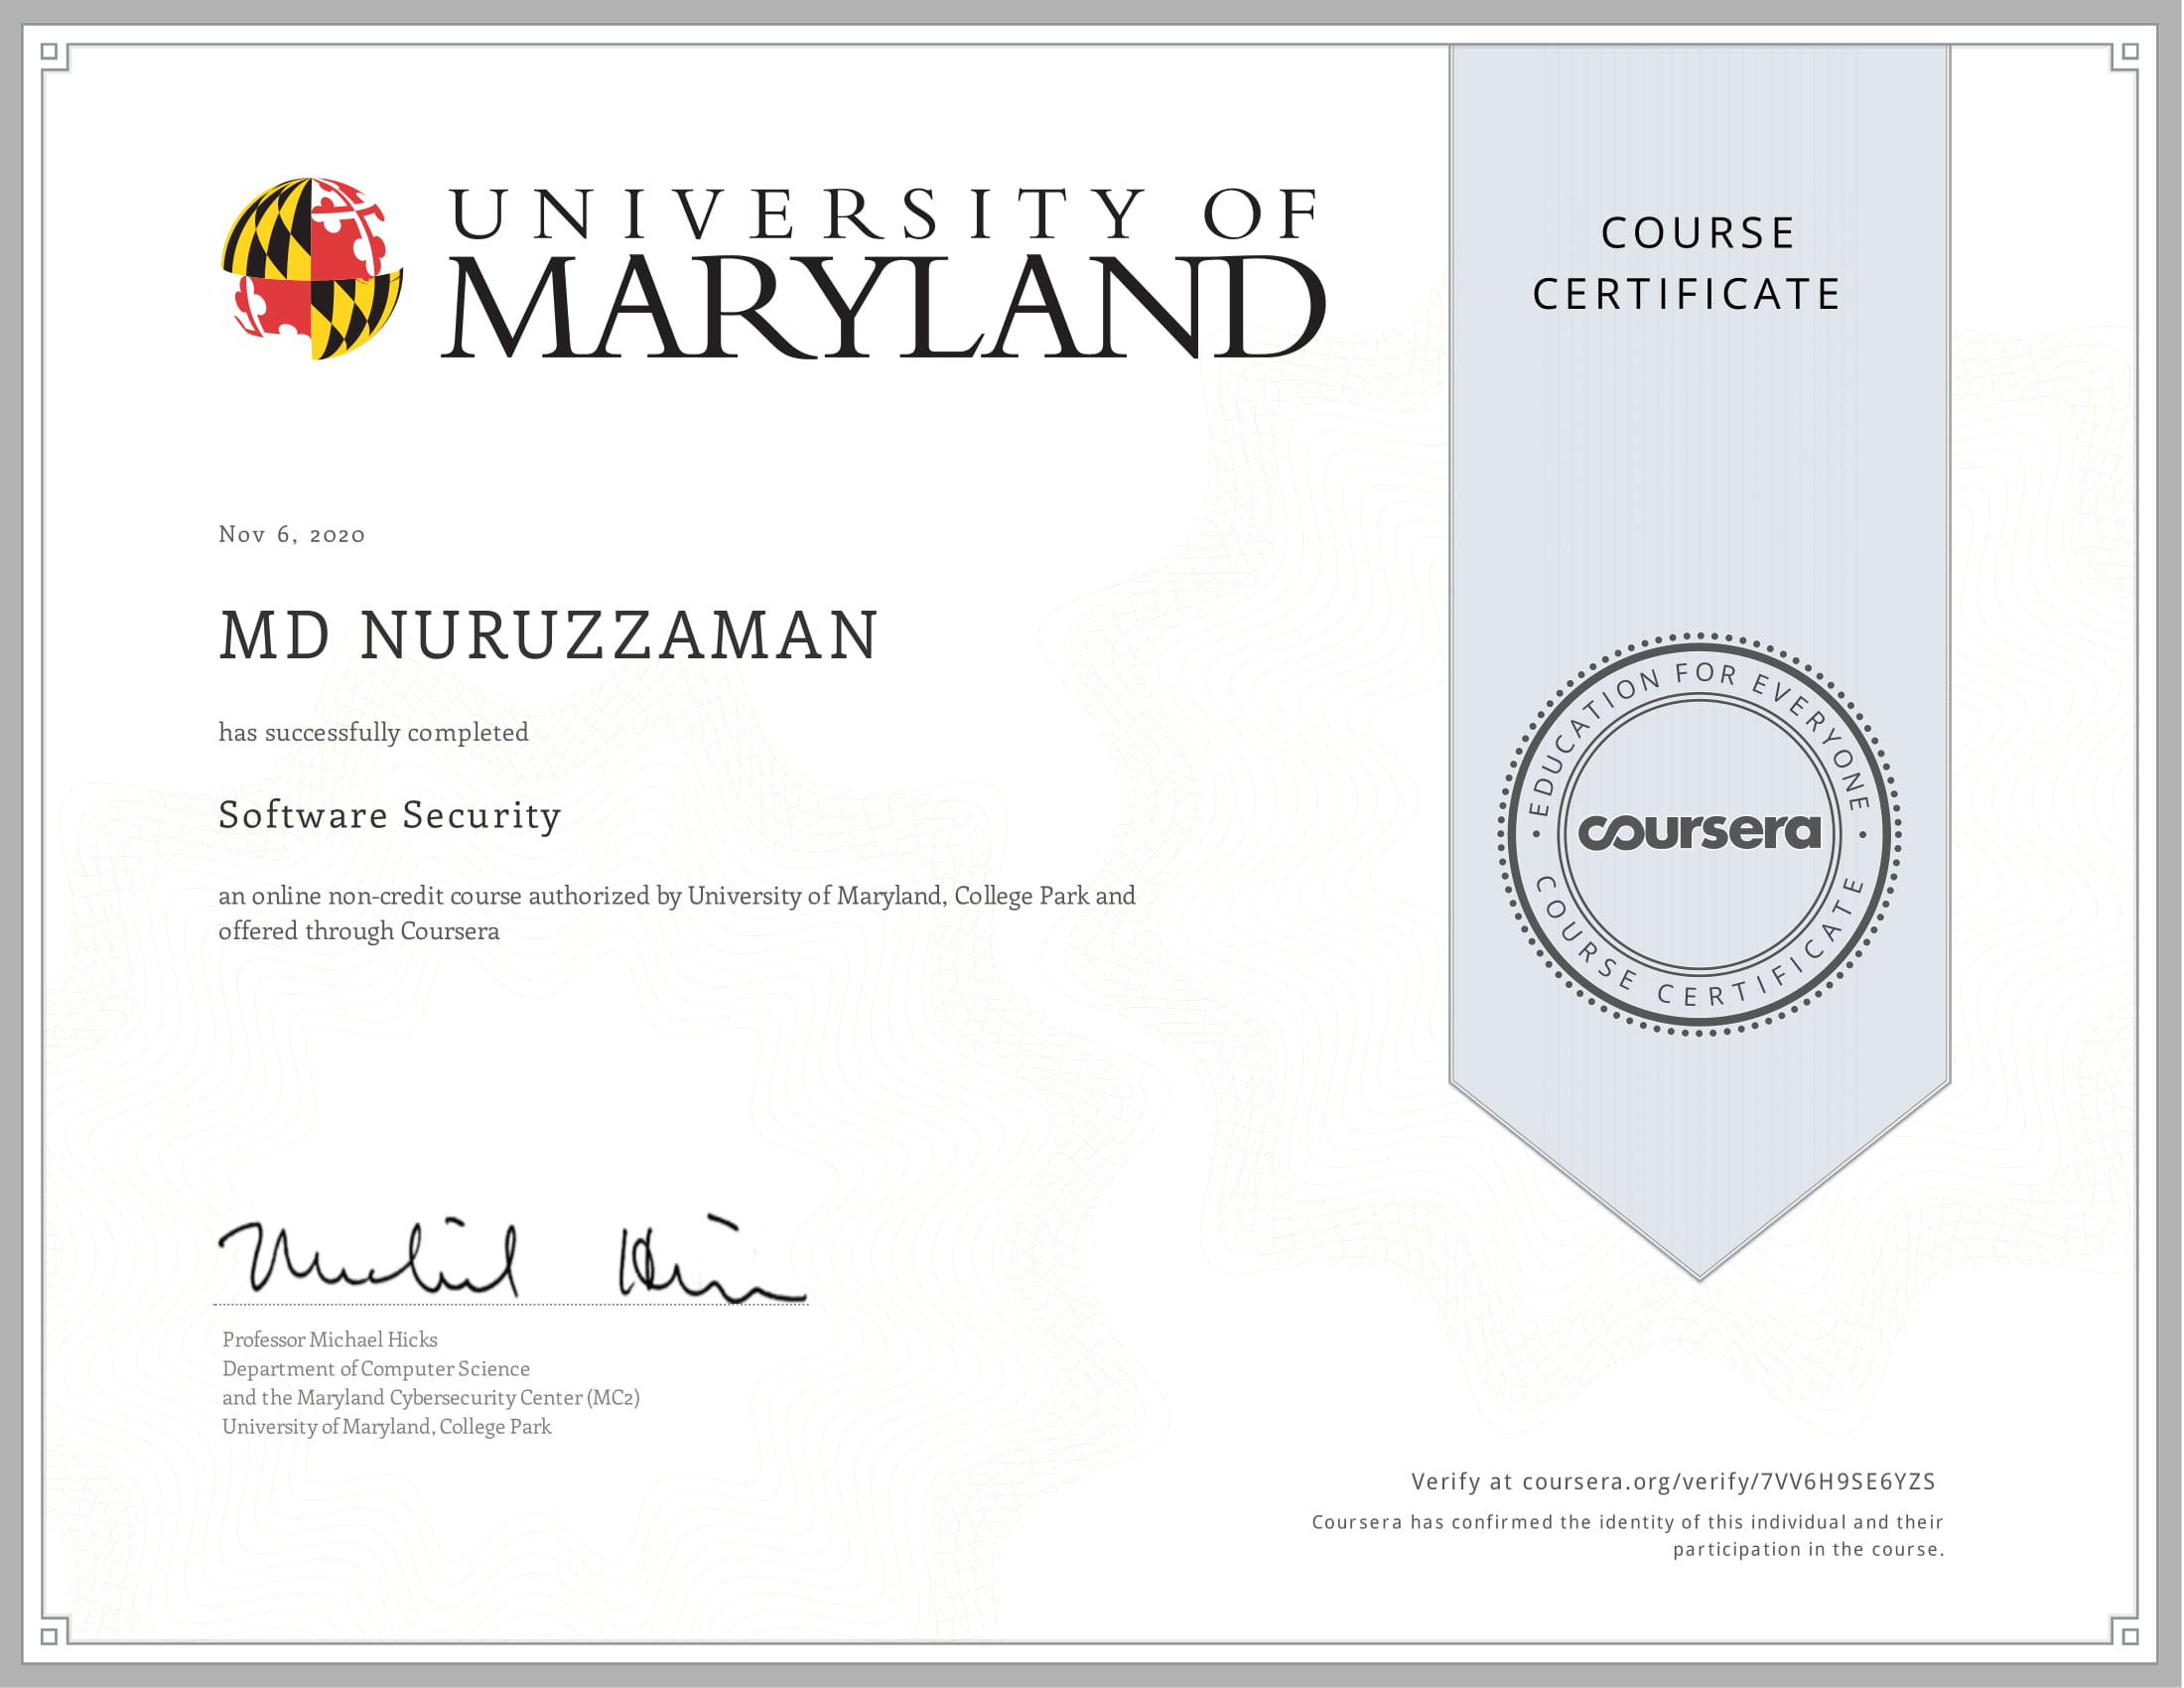 UNIVERSITY OF
MARYLAND
COURSE
CERTIFICATE
Nov 6, 2020
MD NURUZZAMAN
has successfully completed
Software Security
an online non-credit course authorized by University of Maryland, College Park and
offered through Coursera
EDUCATION FOR EVERYONE
coursera
COURSE CERTIFICATE
Michael Hicks
Professor Michael Hicks
Department of Computer Science
and the Maryland Cybersecurity Center (MC2)
University of Maryland, College Park
Verify at coursera.org/verify/7VV6H9SE6YZS
Coursera has confirmed the identity of this individual and their
participation in the course.